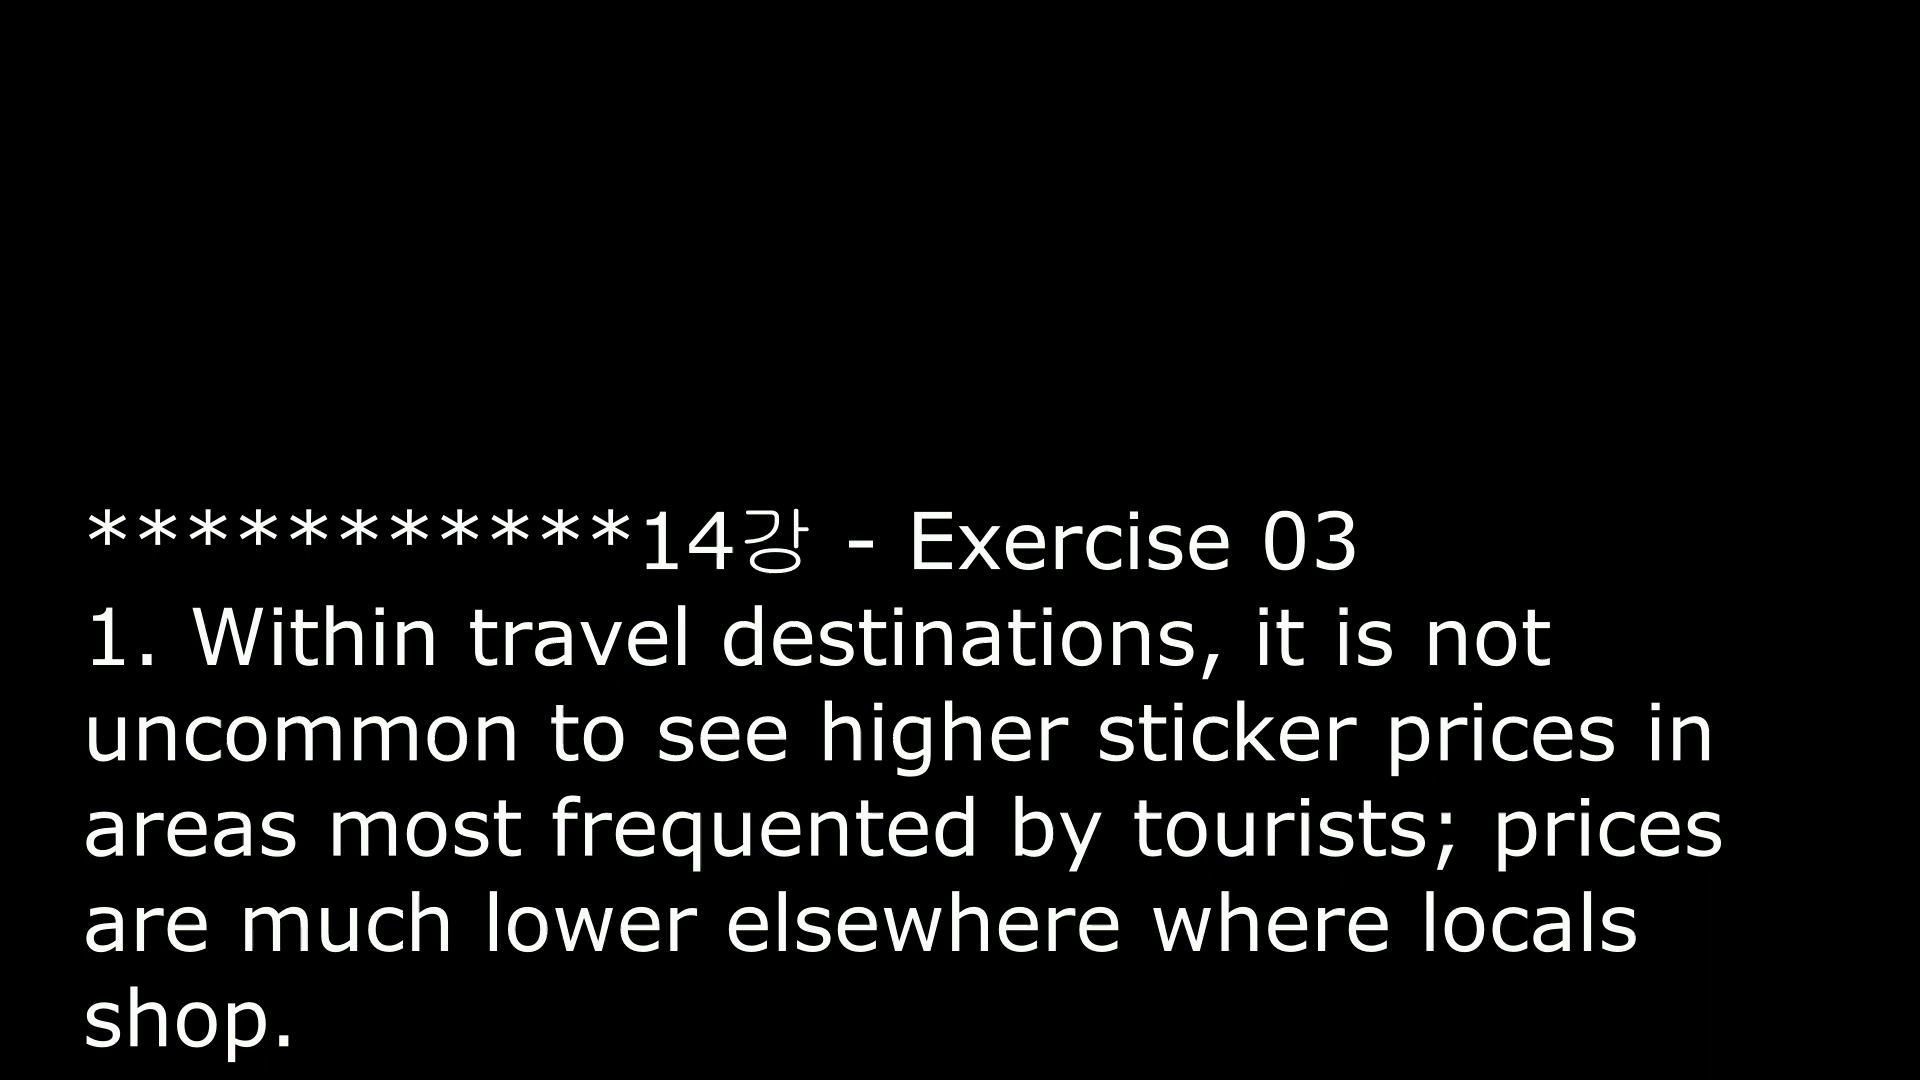 ***********14강 - Exercise 03
1. Within travel destinations, it is not
uncommon to see higher sticker prices in
areas most frequented by tourists; prices
are much lower elsewhere where locals
shop.